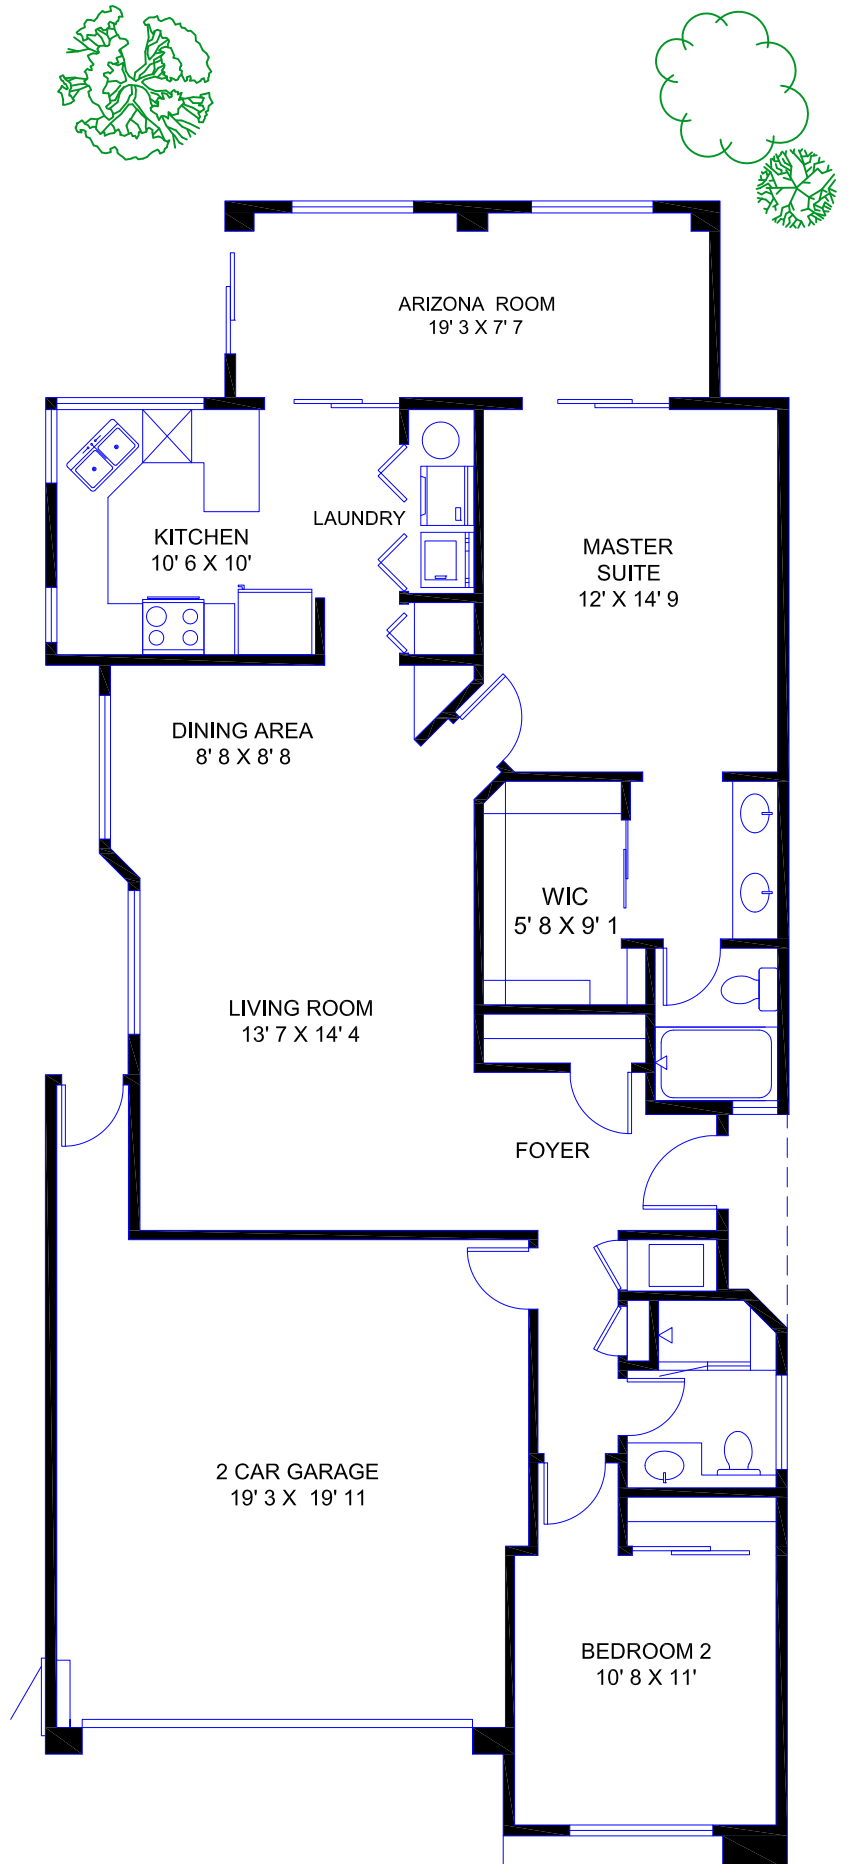 ARIZONA ROOM
19' 3 X 7' 7
LAUNDRY
KITCHEN
10' 6 X 10'
MASTER
SUITE
12' X 14' 9
DINING AREA
8' 8 X 8' 8
WIC
5' 8 X 9' 1
LIVING ROOM
13' 7 X 14' 4
FOYER
2 CAR GARAGE
19' 3 X 19' 11
BEDROOM 2
10' 8 X 11'